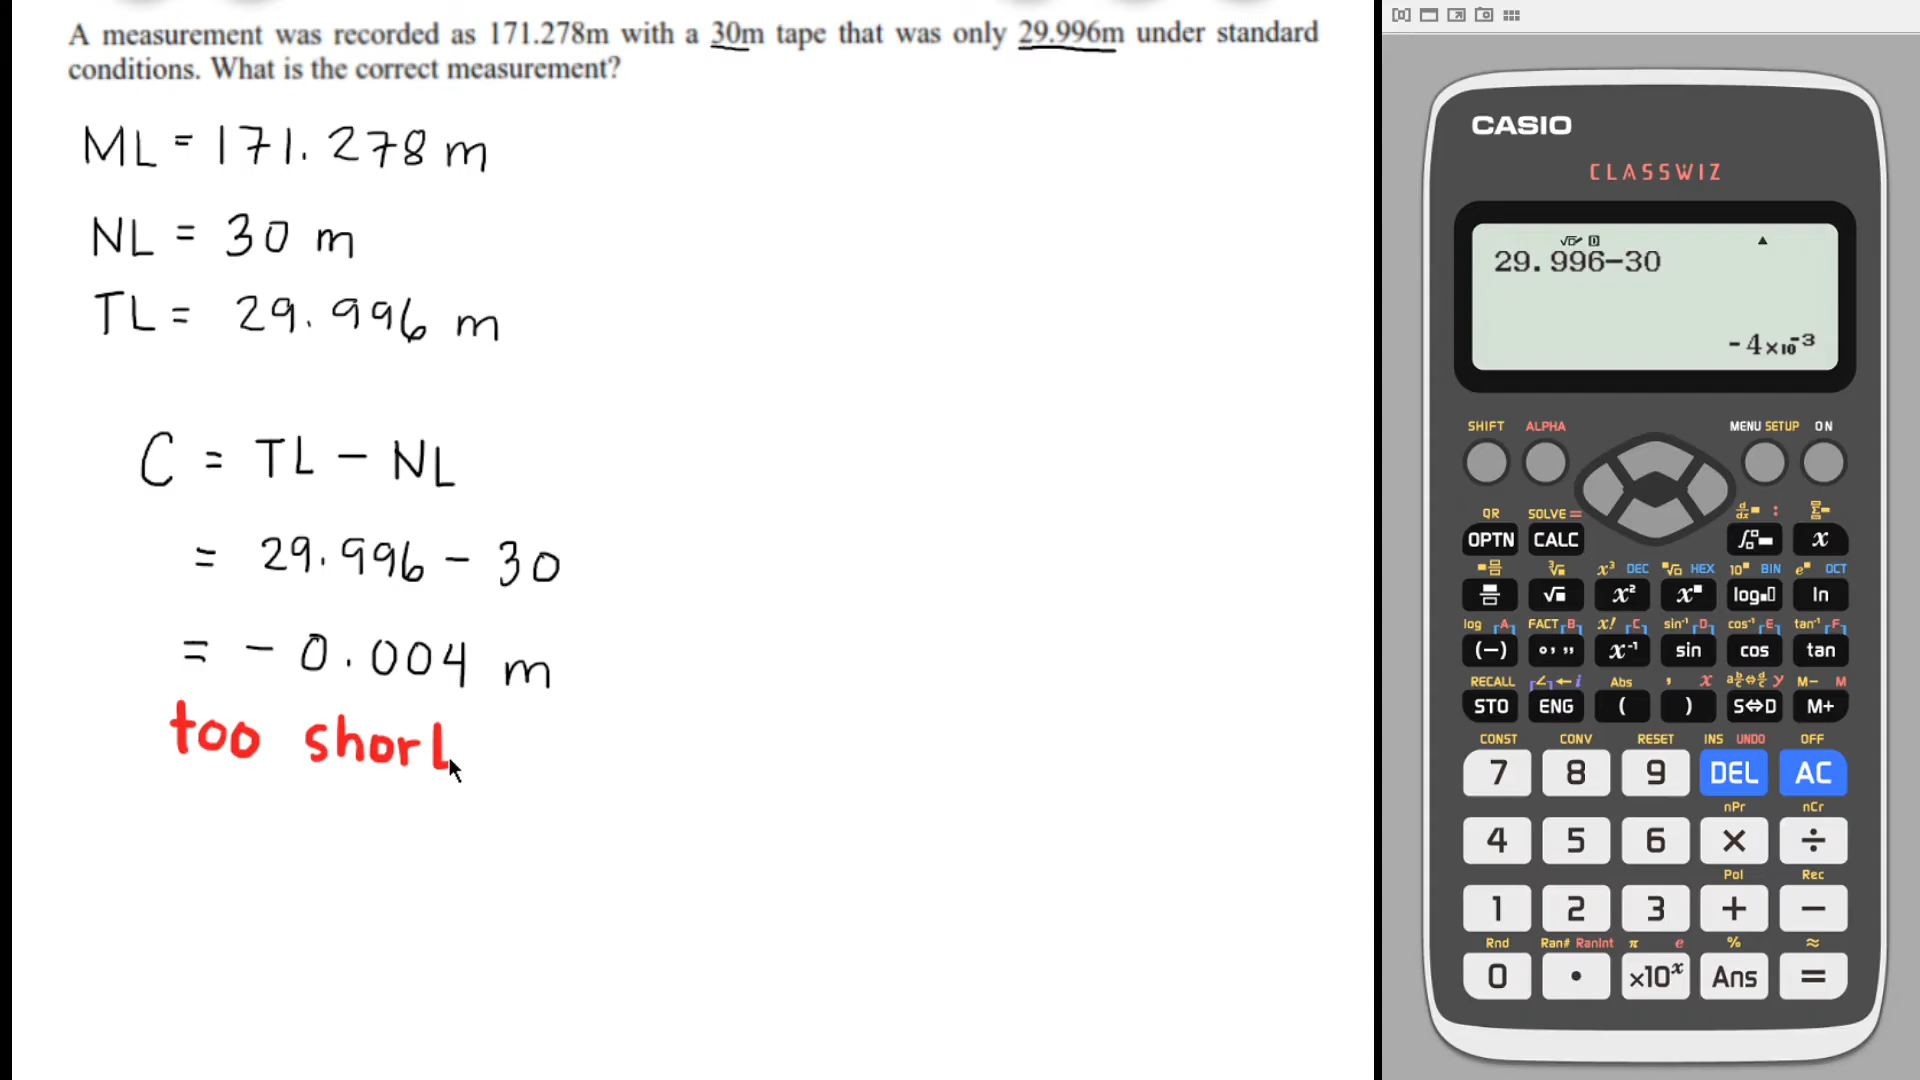 A measurement was recorded as 171.278m with a 30m tape that was only 29.996m under standard
conditions. What is the correct measurement?
ML = 171.278 m
NL = 30 m
TL = 29.996 m
C = TL - NL
= 29.996 - 30
= - 0.004 m
too shor
CASIO
CLASSWIZ
29.996-30
-4×10⁻³
SHIFT ALPHA MENU SETUP ON
QR SOLVE =
OPTN CALC x
x³ DEC HEX 10■ BIN e■ OCT
√■ x² x■ log■▯ ln
log A FACT B x! C sin⁻¹ D cos⁻¹ E tan⁻¹ F
(−) ° ’ ” x⁻¹ sin cos tan
RECALL ∠ ← i Abs , x y M− M
STO ENG ( ) S⇔D M+
CONST CONV RESET INS UNDO OFF
7 8 9 DEL AC
nPr nCr
4 5 6 × ÷
Pol Rec
1 2 3 + −
Rnd Ran# RanInt π e % ≈
0 • ×10ˣ Ans =